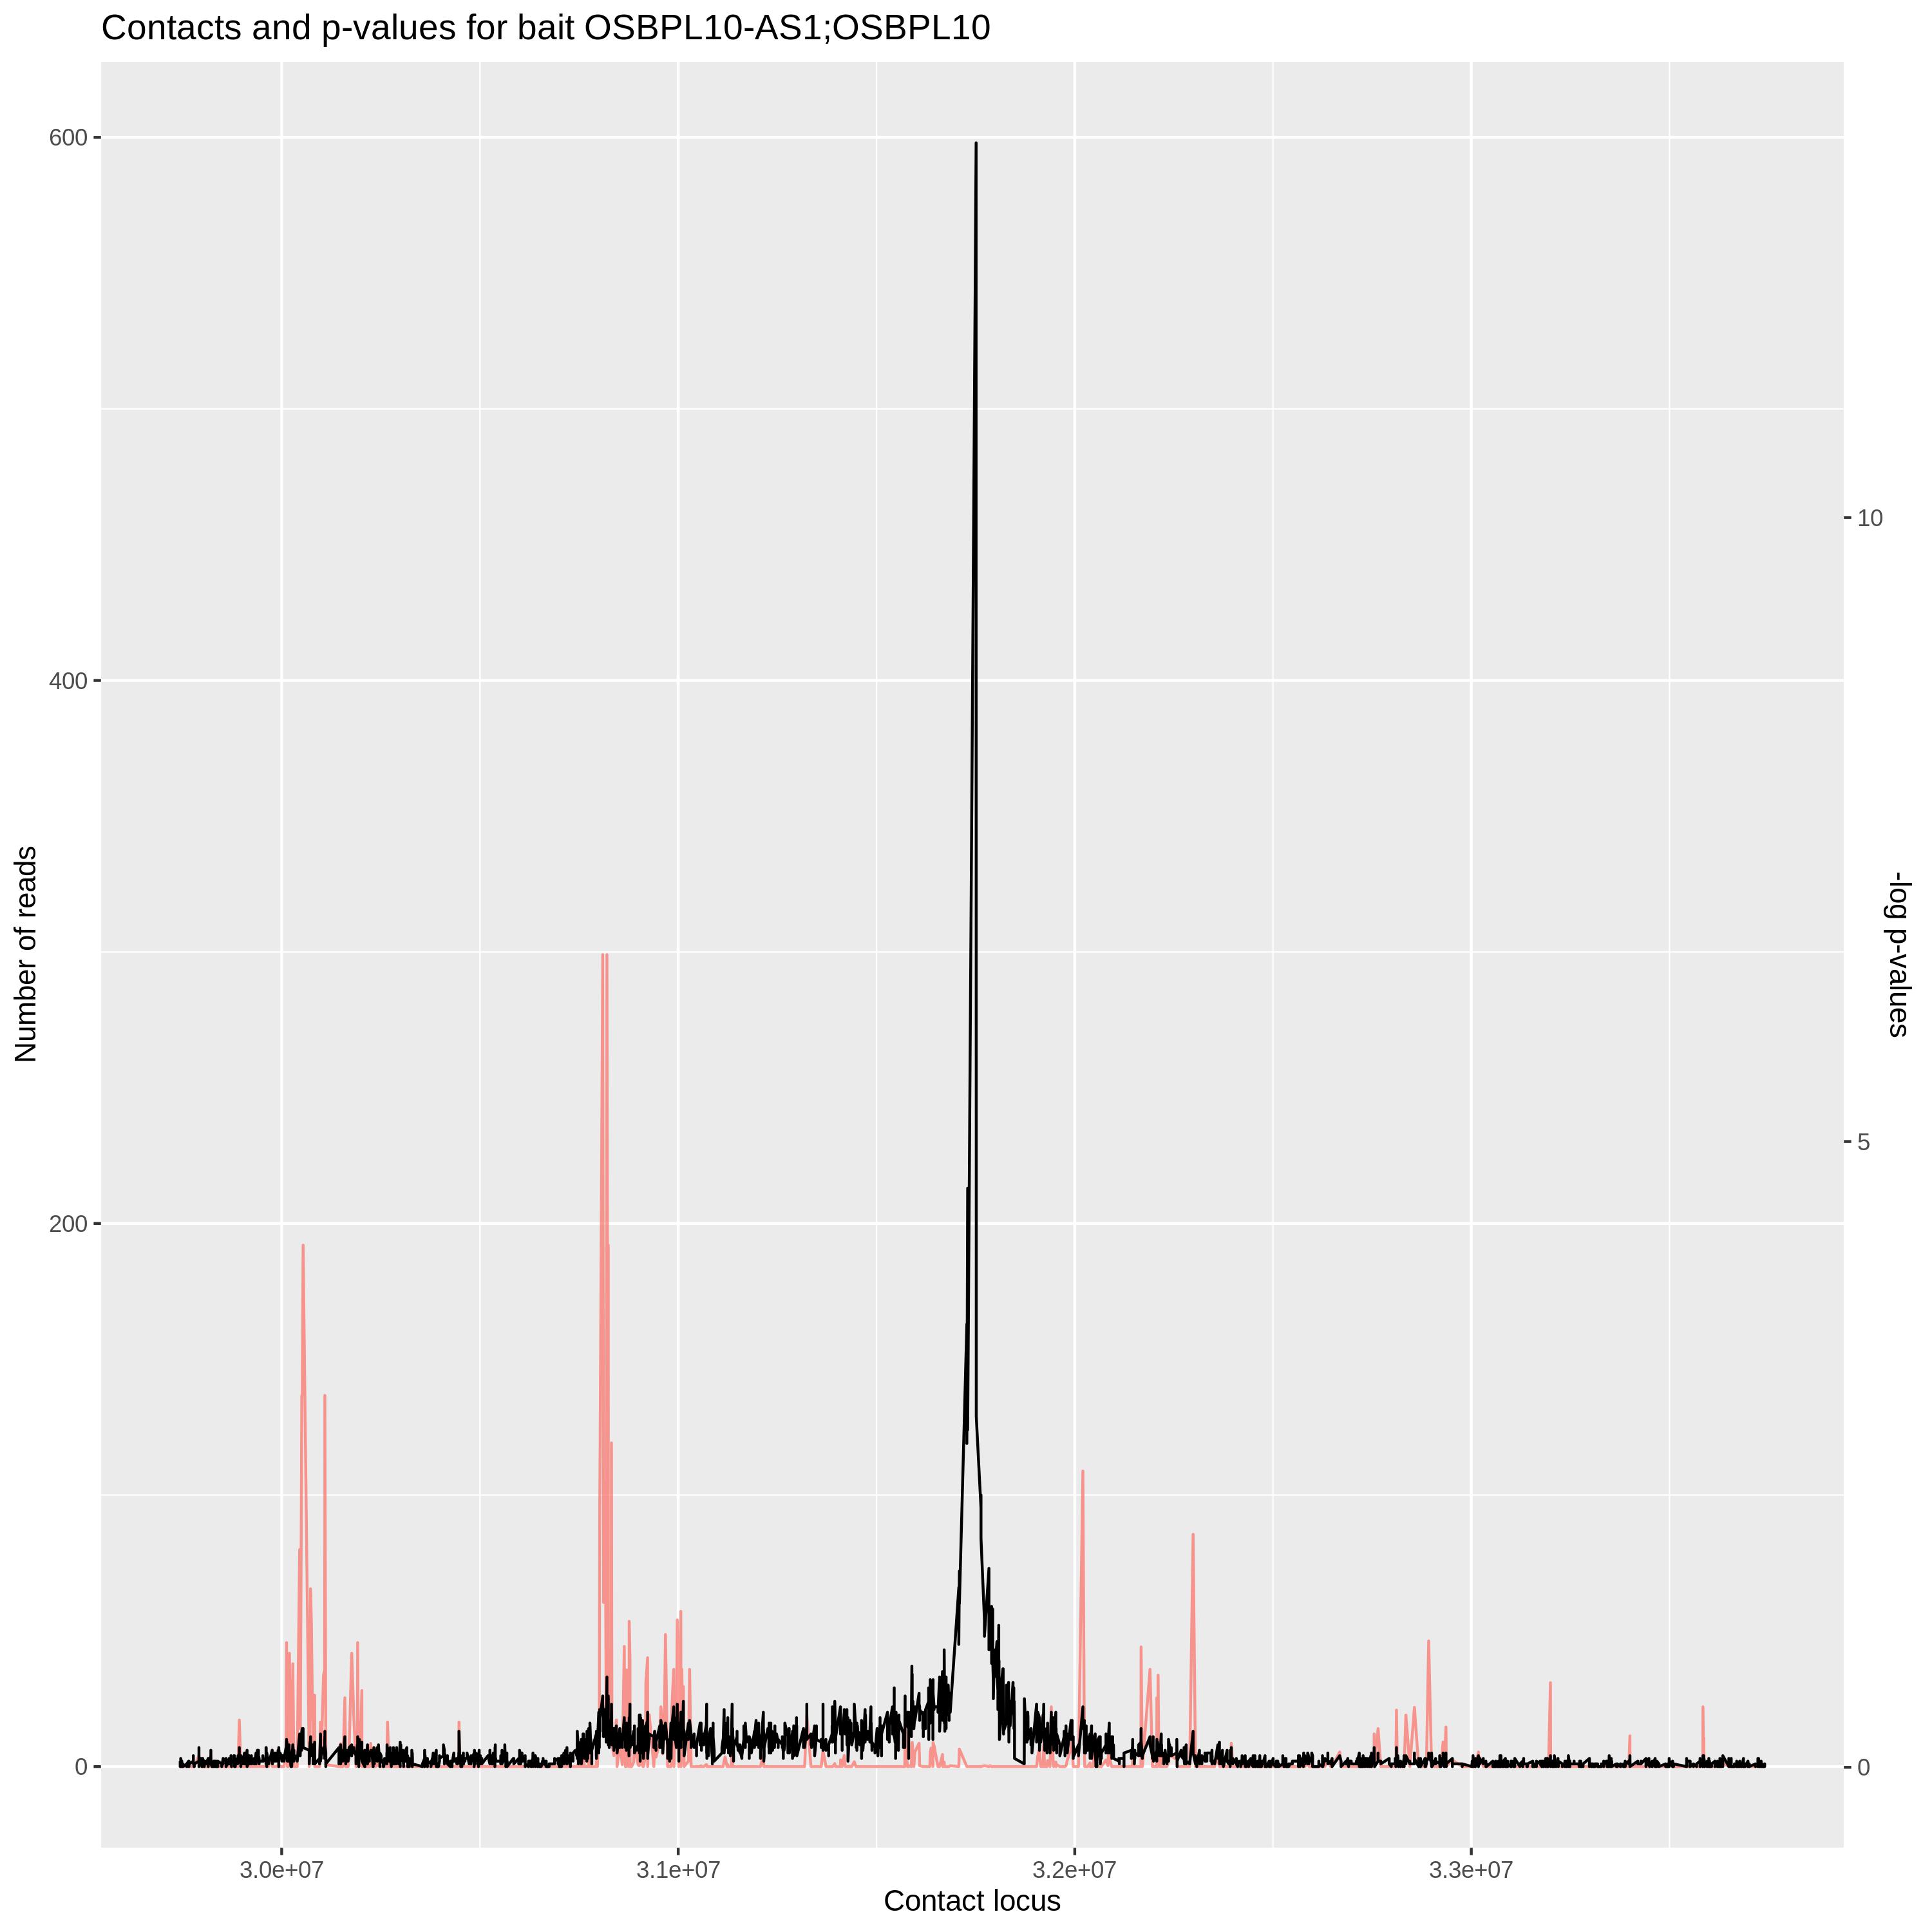 Contacts and p-values for bait OSBPL10-AS1;OSBPL10
600
400
200
0
Number of reads
10
5
0
-log p-values
3.0e+07
3.1e+07
3.2e+07
3.3e+07
Contact locus